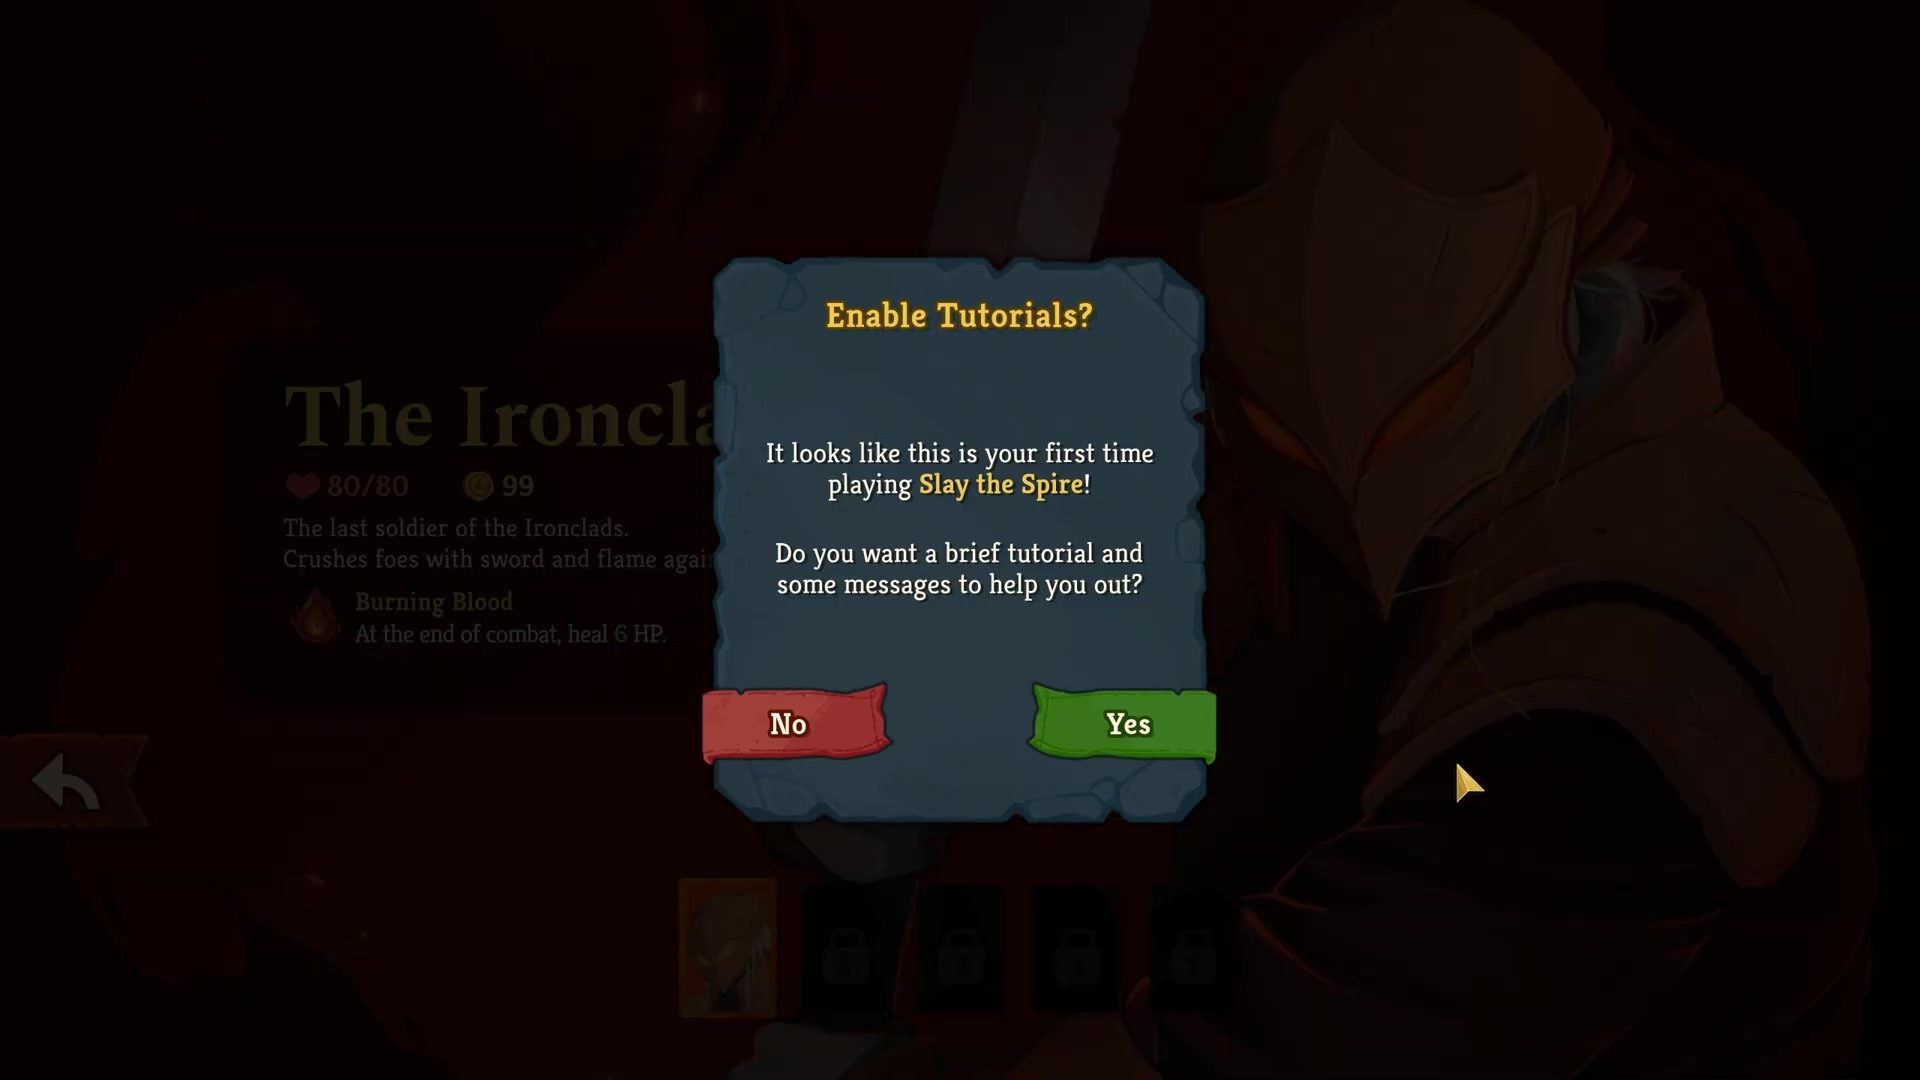 Enable Tutorials?
It looks like this is your first time
playing Slay the Spire!
Do you want a brief tutorial and
some messages to help you out?
No
Yes
The Ironcla
80/80
99
The last soldier of the Ironclads.
Crushes foes with sword and flame agai
Burning Blood
At the end of combat, heal 6 HP.